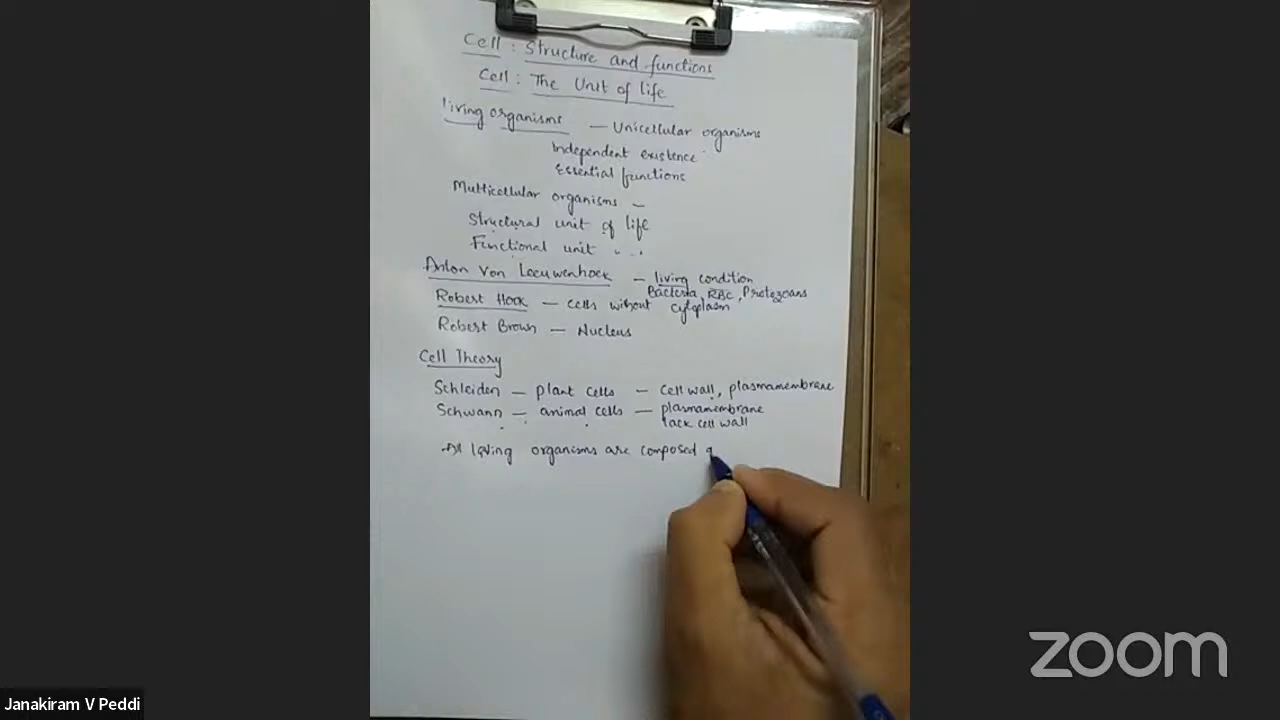 Cell : Structure and functions
Cell : The Unit of life
living organisms — Unicellular organisms
Independent existence
Essential functions
Multicellular organisms —
Structural unit of life
Functional unit " . .
Anton Von Leeuwenhoek — living condition
Bacteria, RBC, Protozoans
Robert Hook — cells without cytoplasm
Robert Brown — Nucleus
Cell Theory
Schleiden — plant cells — cell wall, plasmamembrane
Schwann — animal cells — plasmamembrane
lack cell wall
All living organisms are composed
Janakiram V Peddi
zoom